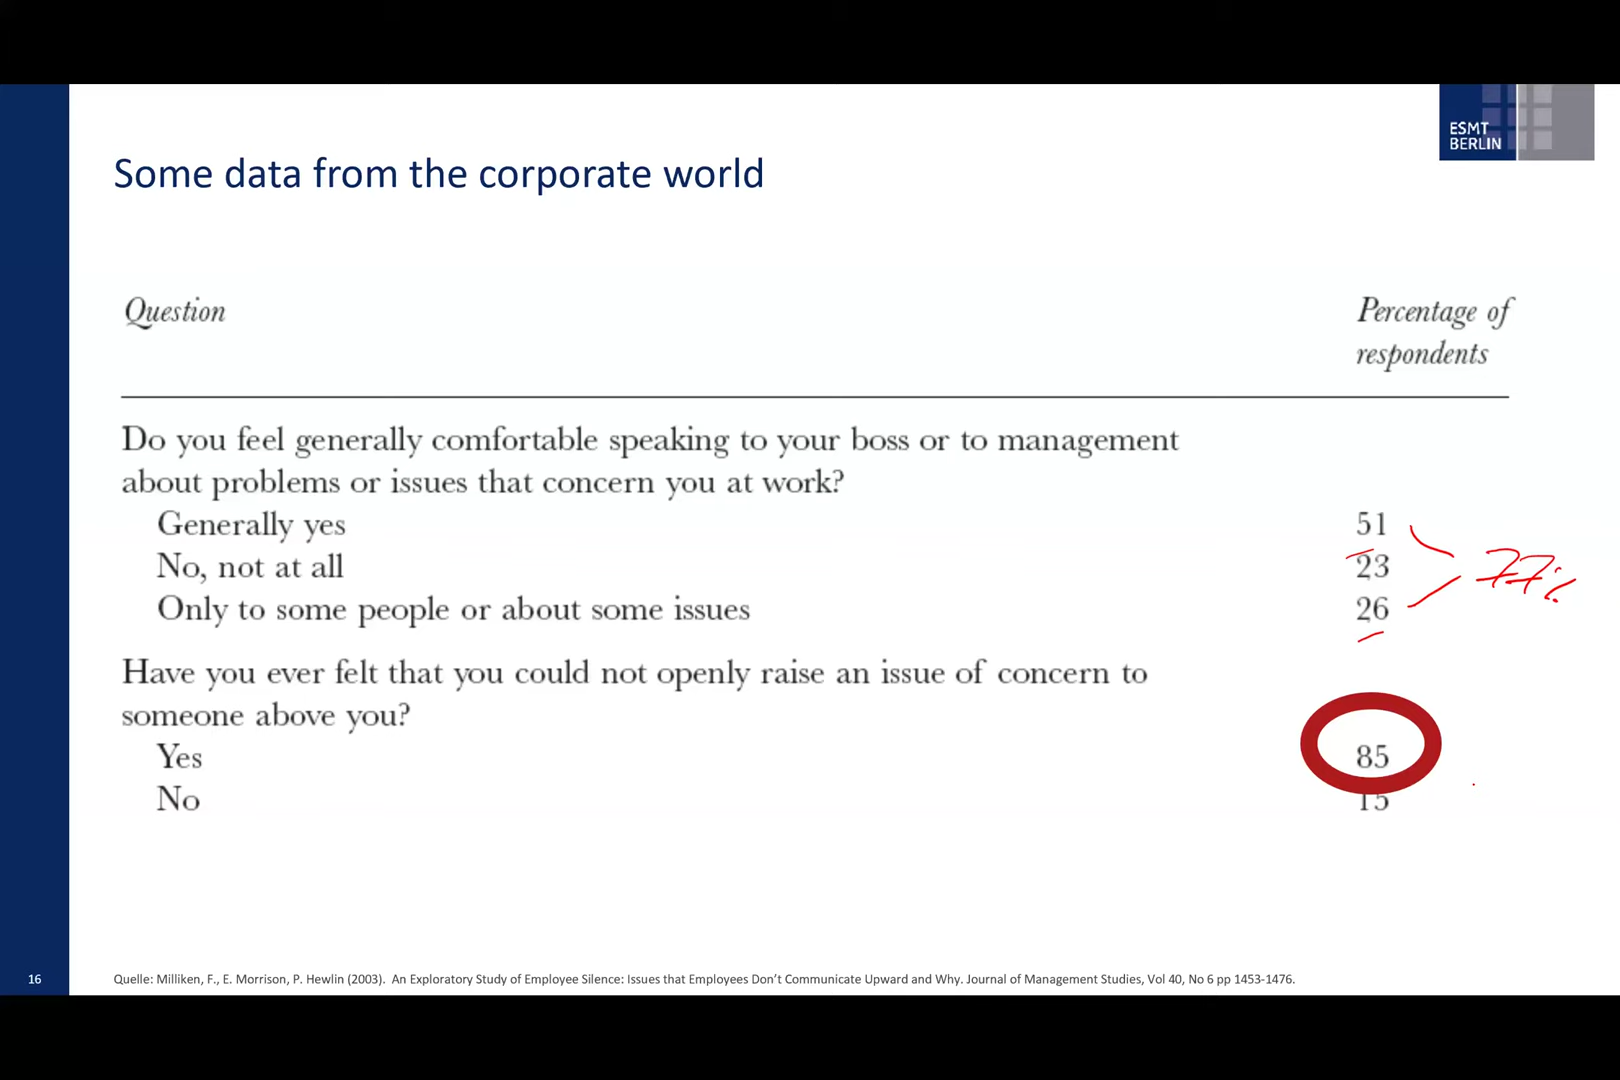 ESMT
BERLIN
Some data from the corporate world
Question
Percentage of
respondents
Do you feel generally comfortable speaking to your boss or to management
about problems or issues that concern you at work?
Generally yes 51
No, not at all 23
Only to some people or about some issues 26
77%
Have you ever felt that you could not openly raise an issue of concern to
someone above you?
Yes 85
No 15
16
Quelle: Milliken, F., E. Morrison, P. Hewlin (2003). An Exploratory Study of Employee Silence: Issues that Employees Don’t Communicate Upward and Why. Journal of Management Studies, Vol 40, No 6 pp 1453-1476.